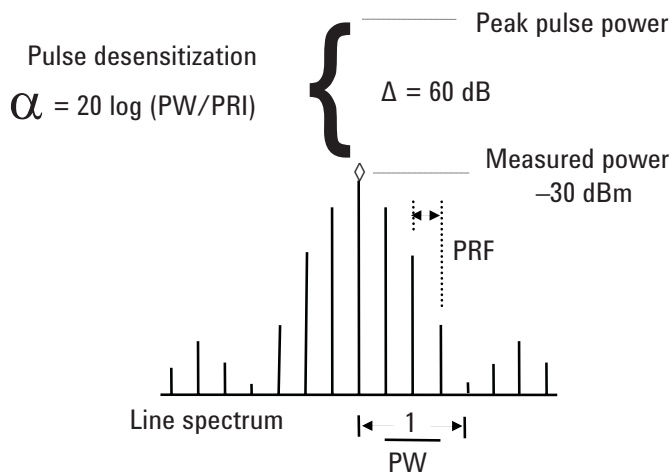 Peak pulse power
Pulse desensitization
α = 20 log (PW/PRI)
Δ = 60 dB
Measured power
–30 dBm
PRF
Line spectrum
1
PW